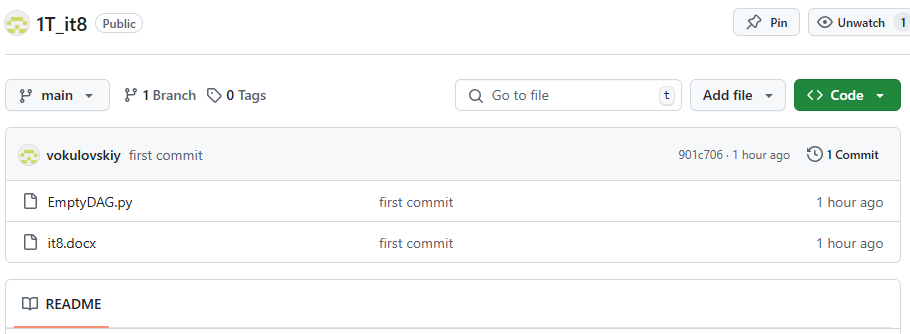 1T_it8 Public Pin Unwatch 1
main 1 Branch 0 Tags Go to file t Add file Code
vokulovskiy first commit 901c706 · 1 hour ago 1 Commit
EmptyDAG.py first commit 1 hour ago
it8.docx first commit 1 hour ago
README